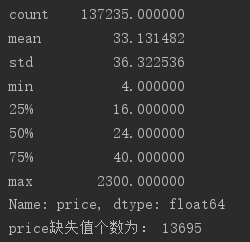 count    137235.000000
mean         33.131482
std          36.322536
min           4.000000
25%          16.000000
50%          24.000000
75%          40.000000
max        2300.000000
Name: price, dtype: float64
price缺失值个数为： 13695